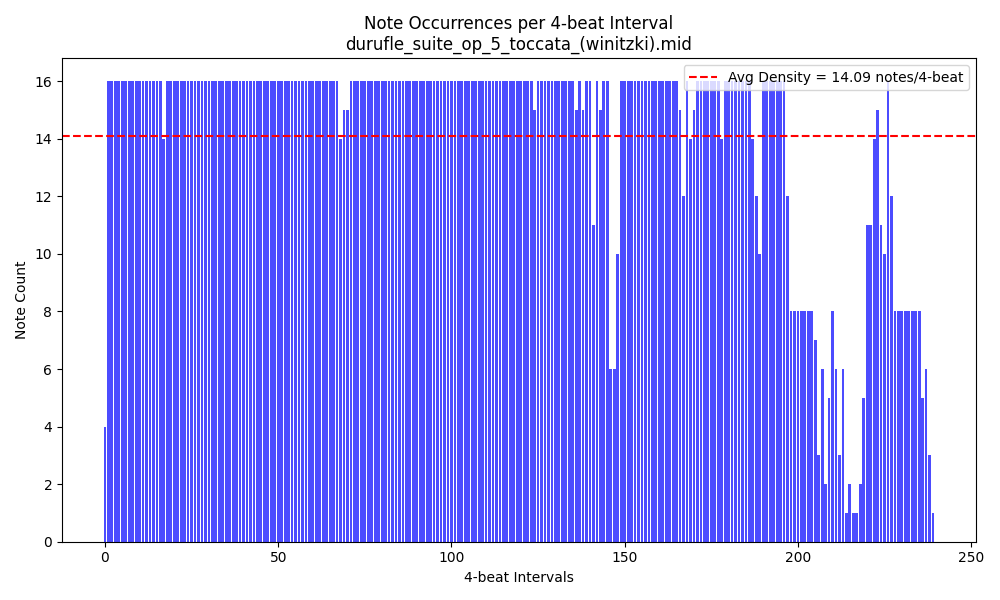 Note Occurrences per 4-beat Interval
durufle_suite_op_5_toccata_(winitzki).mid
Avg Density = 14.09 notes/4-beat
16
14
12
10
8
6
4
2
0
Note Count
0 50 100 150 200 250
4-beat Intervals